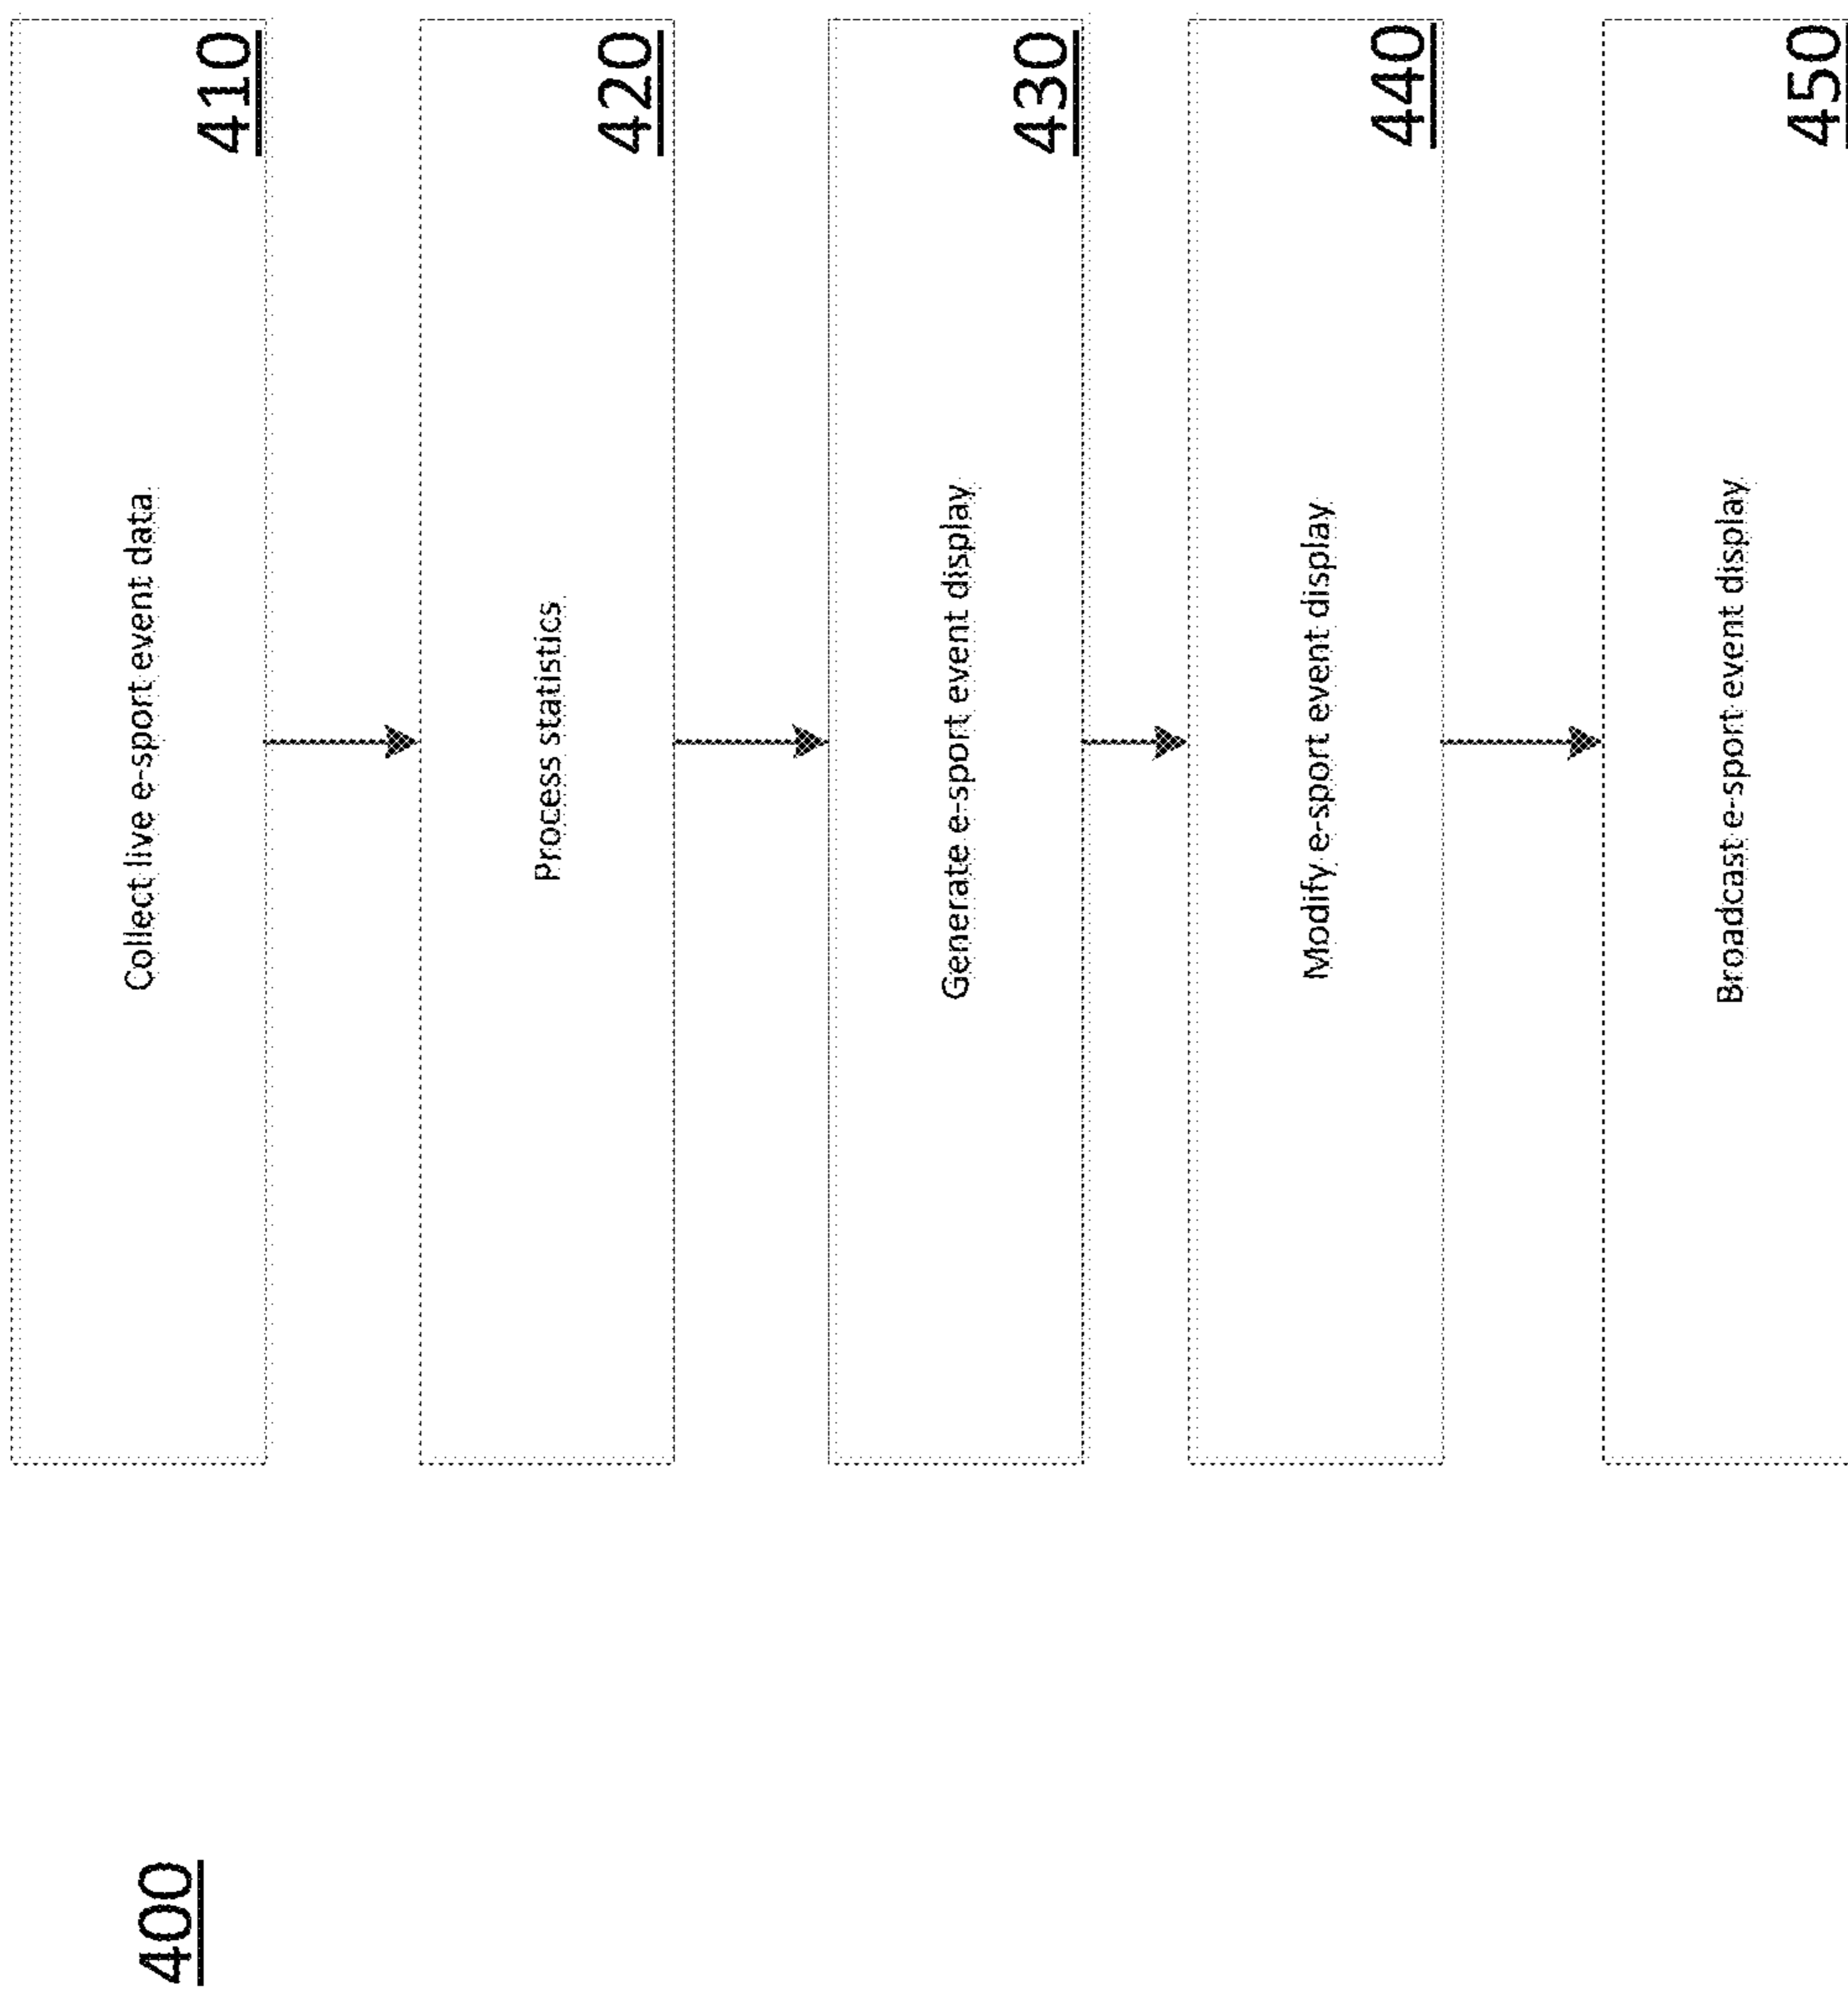 400
Collect live e-sport event data
410
Process statistics
420
Generate e-sport event display
430
Modify e-sport event display
440
Broadcast e-sport event display
450